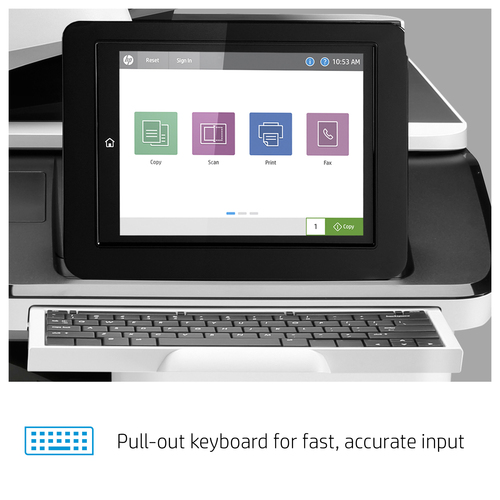 hp Reset Sign In i ? 10:53 AM
Copy Scan Print Fax
1 Copy
Pull-out keyboard for fast, accurate input